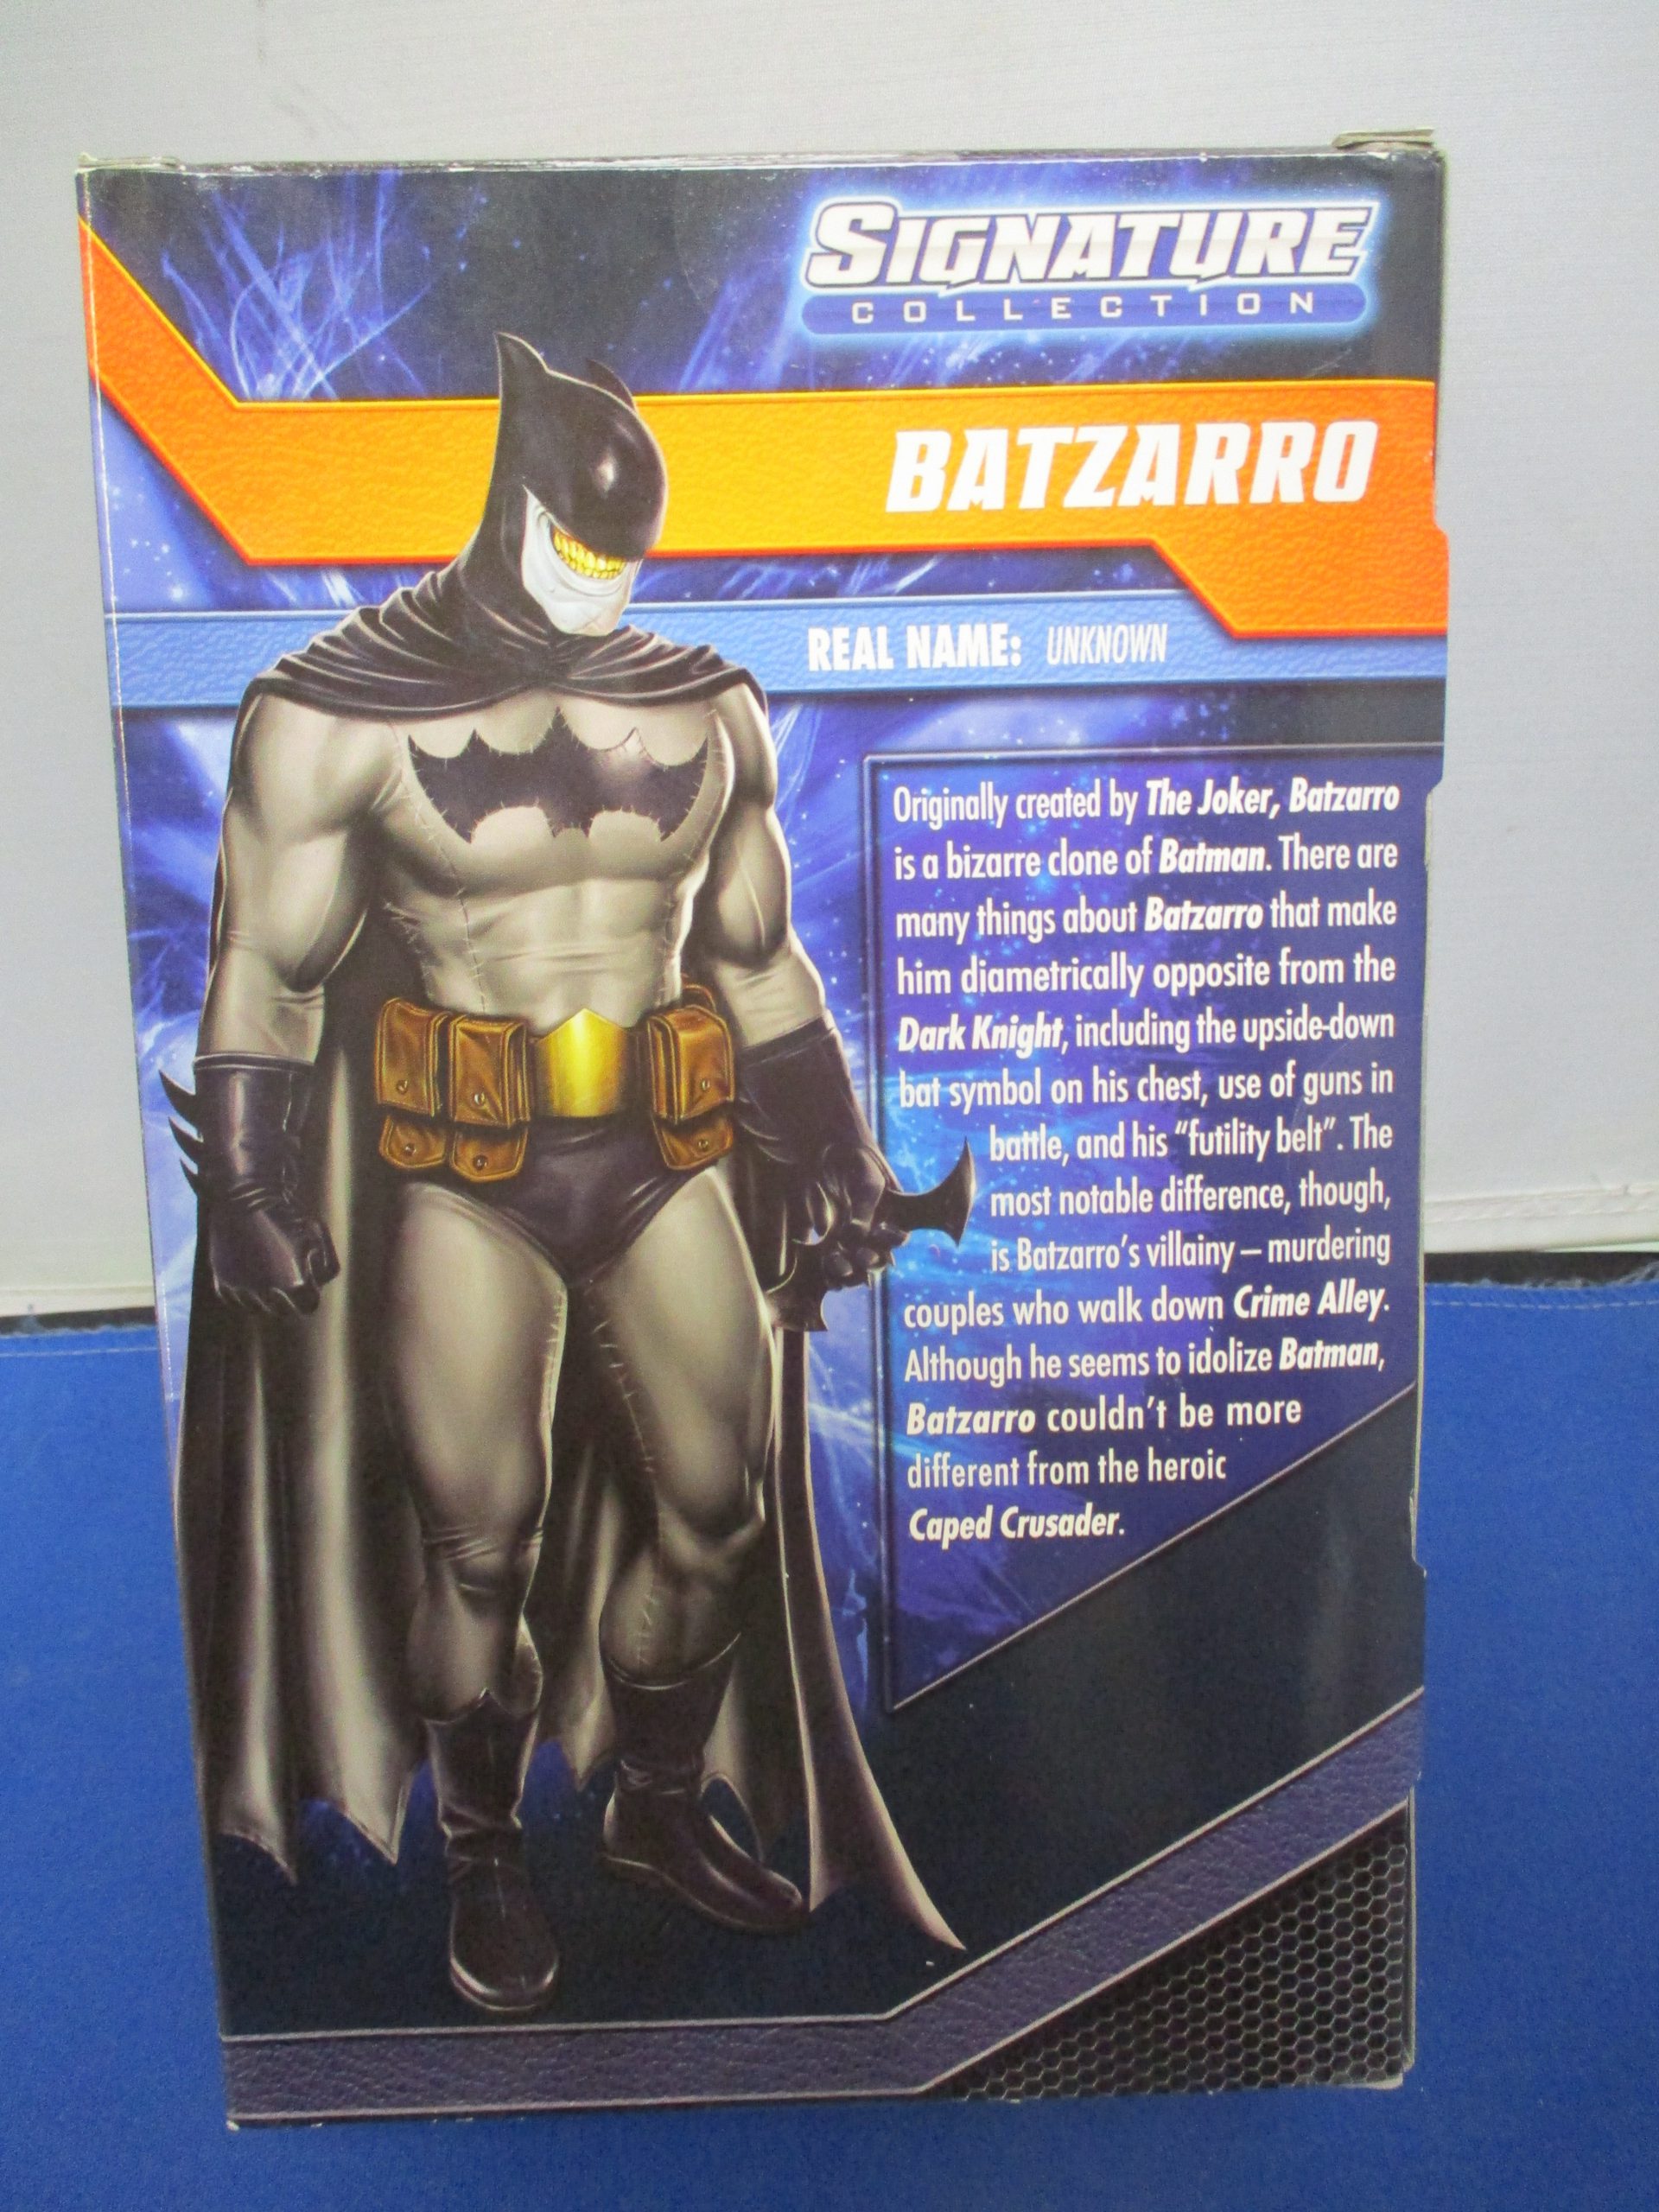 SIGNATURE
COLLECTION
BATZARRO
REAL NAME: UNKNOWN
Originally created by The Joker, Batzarro
is a bizarre clone of Batman. There are
many things about Batzarro that make
him diametrically opposite from the
Dark Knight, including the upside-down
bat symbol on his chest, use of guns in
battle, and his “futility belt”. The
most notable difference, though,
is Batzarro’s villainy – murdering
couples who walk down Crime Alley.
Although he seems to idolize Batman,
Batzarro couldn’t be more
different from the heroic
Caped Crusader.